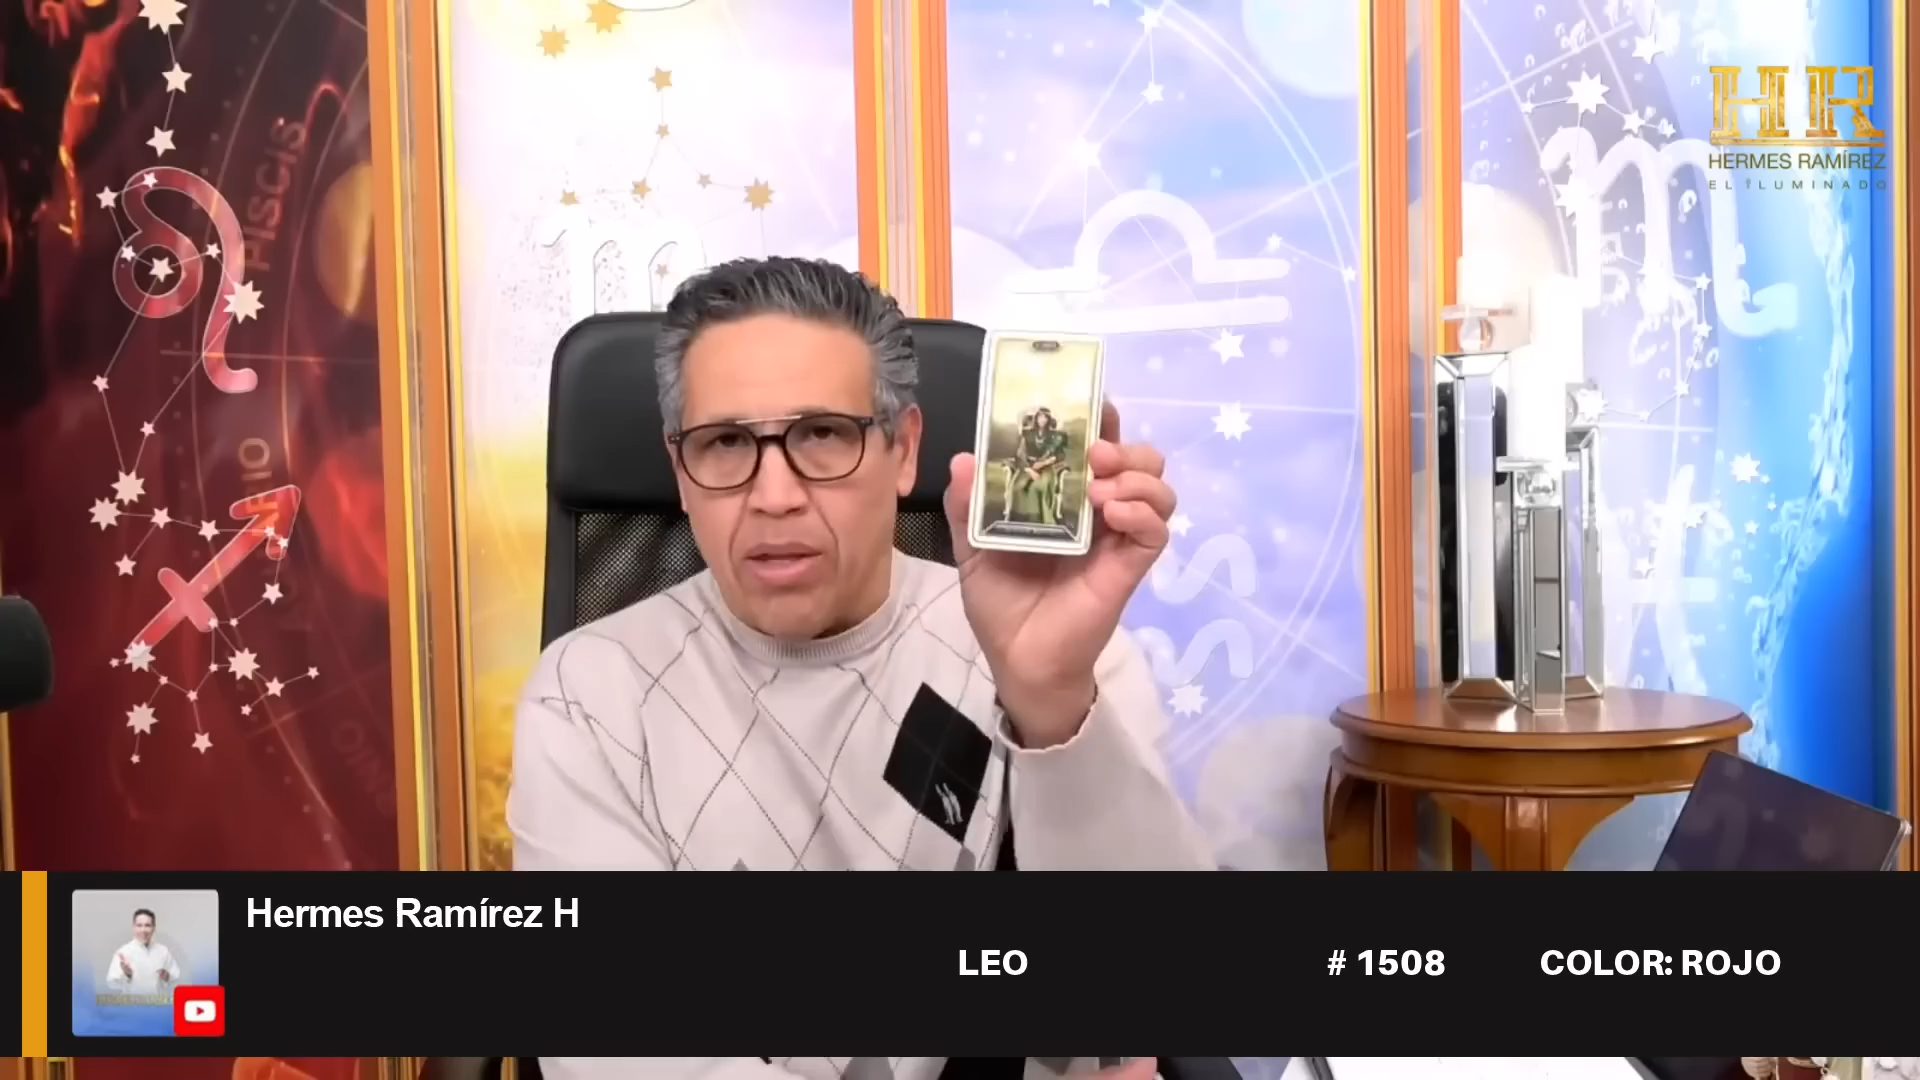 PISCIS
HR
HERMES RAMÍREZ
EL ILUMINADO
Hermes Ramírez H
LEO
# 1508
COLOR: ROJO